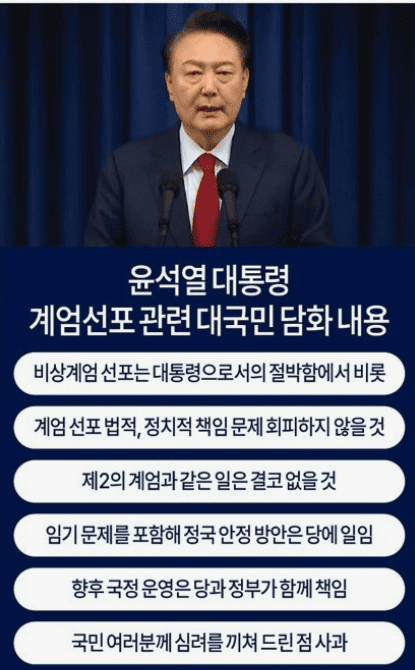 윤석열 대통령
계엄선포 관련 대국민 담화 내용
비상계엄 선포는 대통령으로서의 절박함에서 비롯
계엄 선포 법적, 정치적 책임 문제 회피하지 않을 것
제2의 계엄과 같은 일은 결코 없을 것
임기 문제를 포함해 정국 안정 방안은 당에 일임
향후 국정 운영은 당과 정부가 함께 책임
국민 여러분께 심려를 끼쳐 드린 점 사과